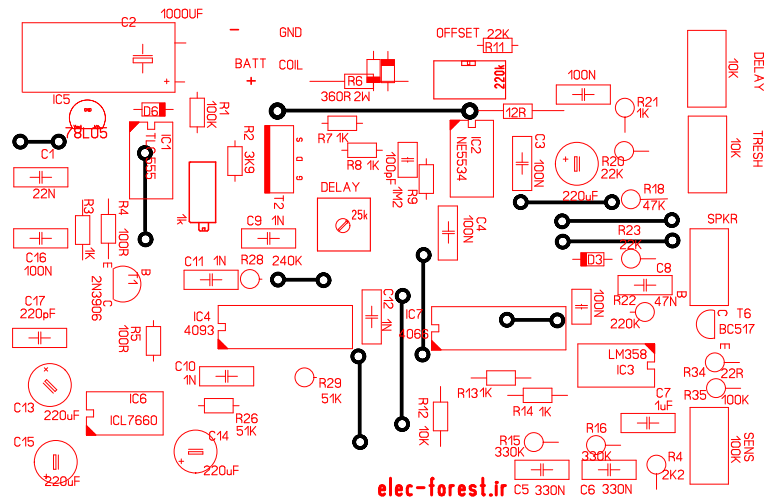 1000UF
C2
+
IC5
78L05
C1
22N
D6
R1
100K
IC1
R2
3K9
1k
−
GND
BATT
COIL
+
R6
360R 2W
OFFSET
22K
R11
220k
12R
R7 1K
R8 1K
100pF
1M2
R9
IC2
NE5534
S
D
G
T2
DELAY
25k
100N
R21
1K
C3
100N
R20
22K
220uF
R18
47K
10K
DELAY
10K
TRESH
SPKR
C16
100N
R3
1K
R4
100R
E
B
C
T1
2N3906
C9 1N
C11 1N
R28
240K
C4
100N
R23
22K
D3
C8
47N
R22
220K
100N
B
C
E
T6
BC517
C17
220pF
R5
100R
IC4
4093
C12
1N
IC7
4066
LM358
IC3
R34
22R
R35
100K
C10
1N
R29
51K
C13
220uF
IC6
ICL7660
R26
51K
R12
10K
R13 1K
R14 1K
C7
1uF
C15
220uF
C14
220uF
R15
330K
R16
330K
R4
2K2
C5
330N
C6
330N
SENS
100K
elec-forest.ir